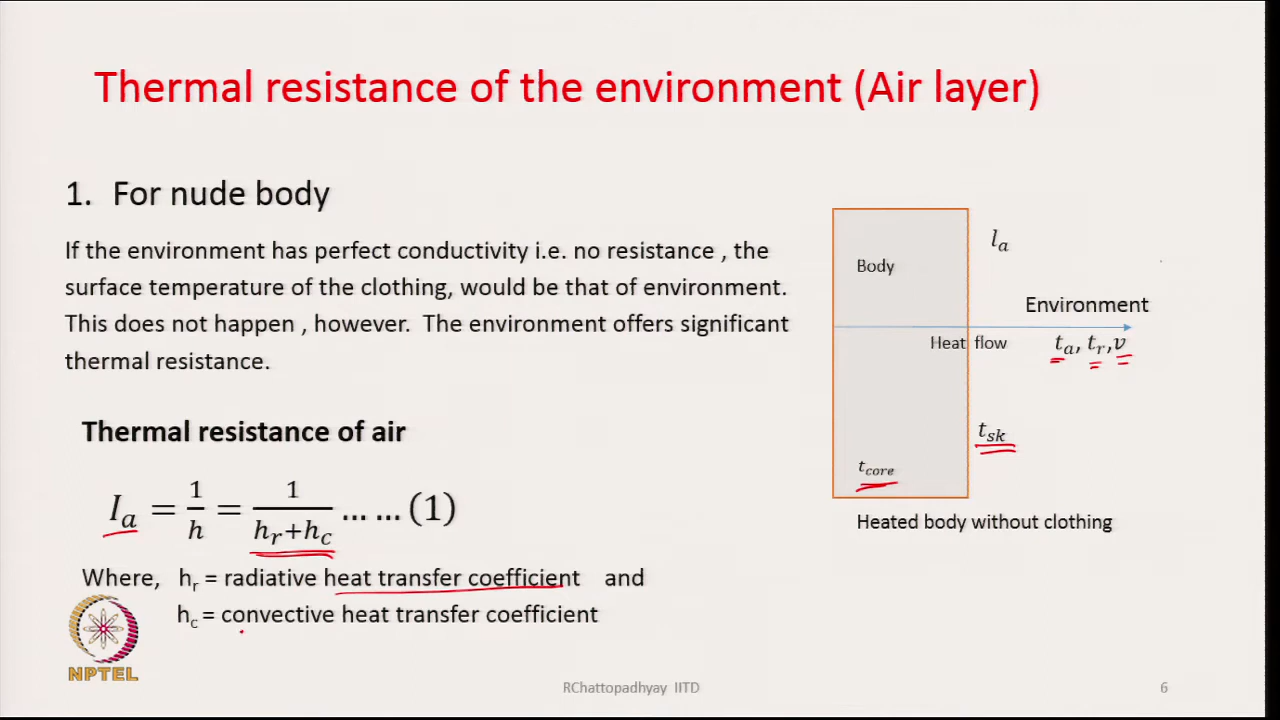 Thermal resistance of the environment (Air layer)
1. For nude body
If the environment has perfect conductivity i.e. no resistance , the
surface temperature of the clothing, would be that of environment.
This does not happen , however. The environment offers significant
thermal resistance.
Thermal resistance of air
I_a = 1/h = 1/(h_r+h_c) ... ... (1)
Where, h_r = radiative heat transfer coefficient and
h_c = convective heat transfer coefficient
l_a
Body
Environment
Heat flow
t_a, t_r, v
t_sk
t_core
Heated body without clothing
NPTEL
RChattopadhyay IITD
6